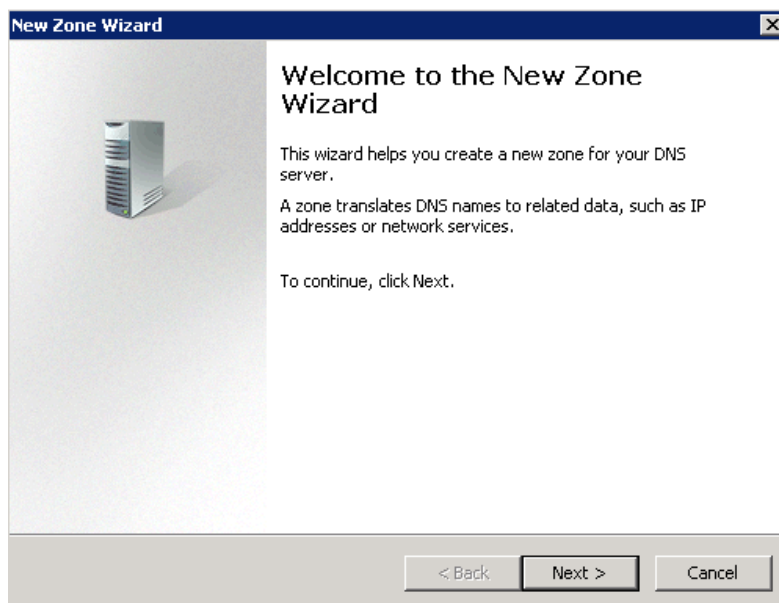 New Zone Wizard
Welcome to the New Zone
Wizard
This wizard helps you create a new zone for your DNS
server.
A zone translates DNS names to related data, such as IP
addresses or network services.
To continue, click Next.
< Back
Next >
Cancel